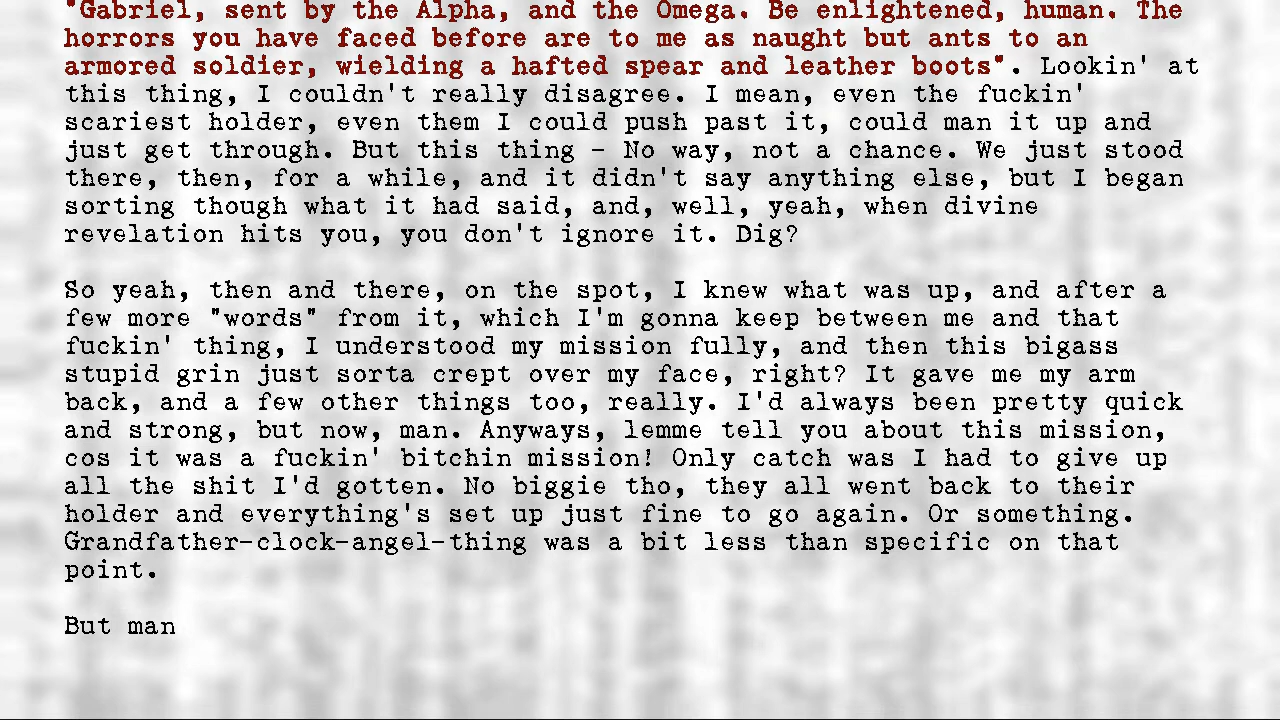 "Gabriel, sent by the Alpha, and the Omega. Be enlightened, human. The
horrors you have faced before are to me as naught but ants to an
armored soldier, wielding a hafted spear and leather boots". Lookin' at
this thing, I couldn't really disagree. I mean, even the fuckin'
scariest holder, even them I could push past it, could man it up and
just get through. But this thing - No way, not a chance. We just stood
there, then, for a while, and it didn't say anything else, but I began
sorting though what it had said, and, well, yeah, when divine
revelation hits you, you don't ignore it. Dig?
So yeah, then and there, on the spot, I knew what was up, and after a
few more "words" from it, which I'm gonna keep between me and that
fuckin' thing, I understood my mission fully, and then this bigass
stupid grin just sorta crept over my face, right? It gave me my arm
back, and a few other things too, really. I'd always been pretty quick
and strong, but now, man. Anyways, lemme tell you about this mission,
cos it was a fuckin' bitchin mission! Only catch was I had to give up
all the shit I'd gotten. No biggie tho, they all went back to their
holder and everything's set up just fine to go again. Or something.
Grandfather-clock-angel-thing was a bit less than specific on that
point.
But man